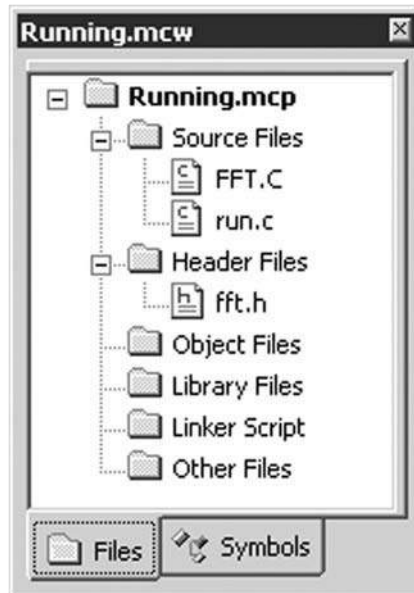 Running.mcw
Running.mcp
Source Files
FFT.C
run.c
Header Files
fft.h
Object Files
Library Files
Linker Script
Other Files
Files Symbols